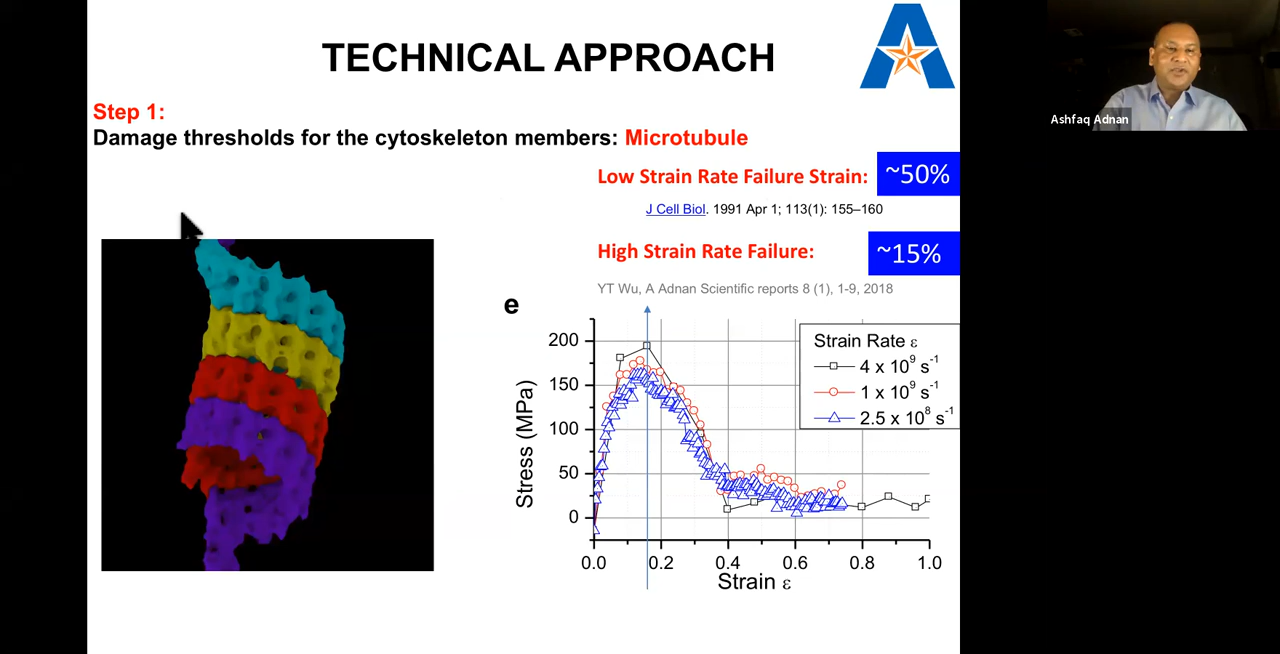 TECHNICAL APPROACH
Step 1:
Damage thresholds for the cytoskeleton members: Microtubule
Low Strain Rate Failure Strain: ~50%
J Cell Biol. 1991 Apr 1; 113(1): 155–160
High Strain Rate Failure: ~15%
YT Wu, A Adnan Scientific reports 8 (1), 1-9, 2018
e
Strain Rate ε
4 x 10⁹ s⁻¹
1 x 10⁹ s⁻¹
2.5 x 10⁸ s⁻¹
Stress (MPa)
200
150
100
50
0
0.0 0.2 0.4 0.6 0.8 1.0
Strain ε
Ashfaq Adnan